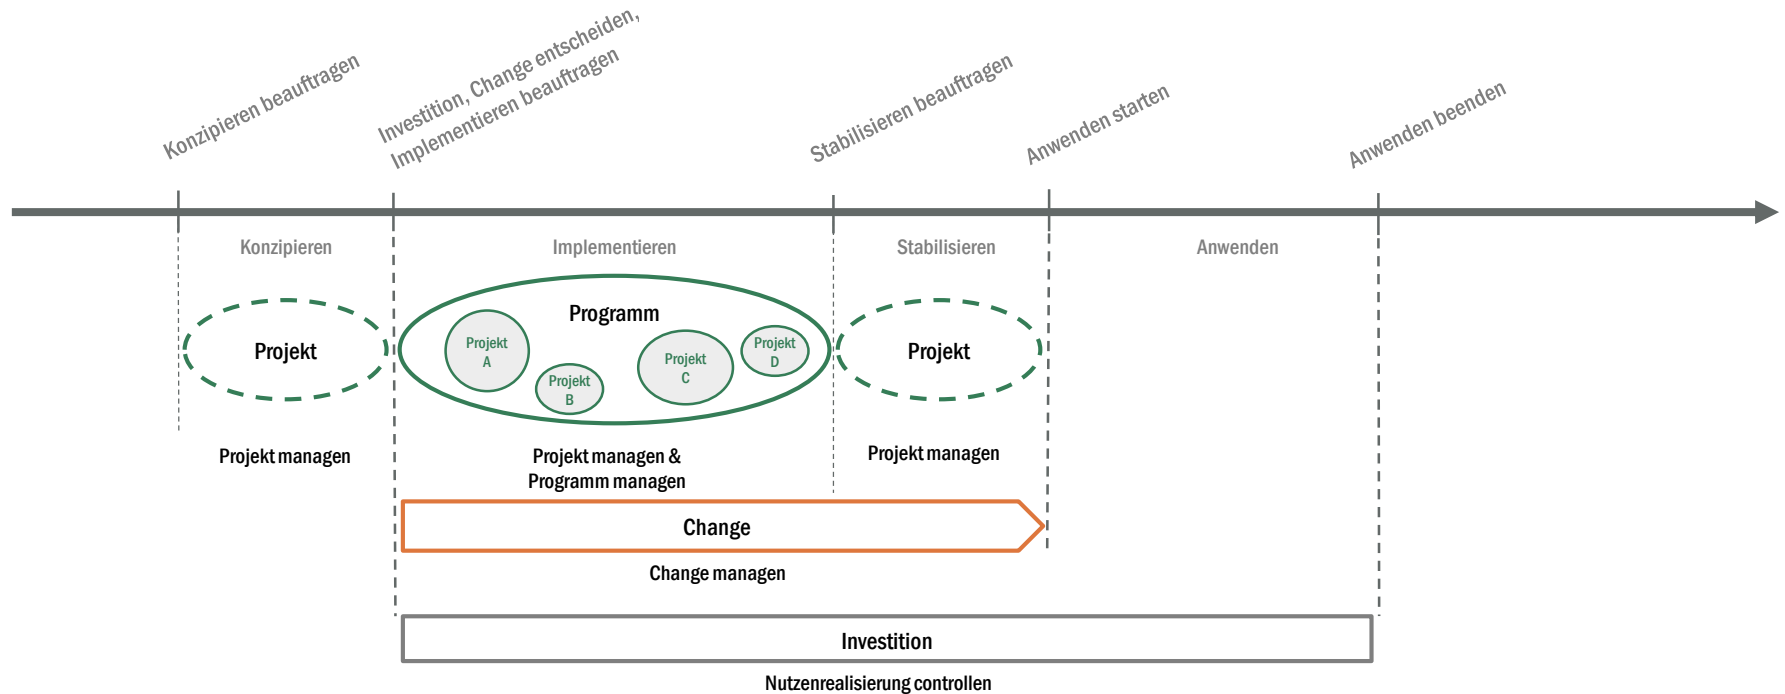 Konzipieren beauftragen
Investition, Change entscheiden,
Implementieren beauftragen
Stabilisieren beauftragen
Anwenden starten
Anwenden beenden
Konzipieren
Implementieren
Stabilisieren
Anwenden
Projekt
Programm
Projekt
A
Projekt
B
Projekt
C
Projekt
D
Projekt
Projekt managen
Projekt managen &
Programm managen
Projekt managen
Change
Change managen
Investition
Nutzenrealisierung controllen